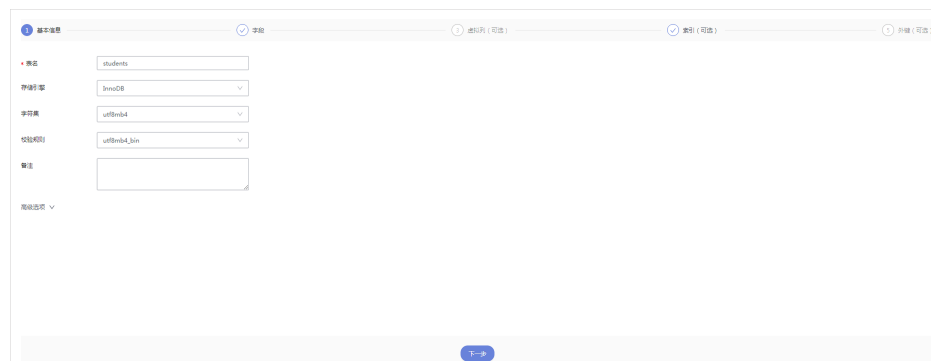 1 基本信息
字段
3 虚拟列（可选）
索引（可选）
5 外键（可选
* 表名
students
存储引擎
InnoDB
字符集
utf8mb4
校验规则
utf8mb4_bin
备注
高级选项
下一步